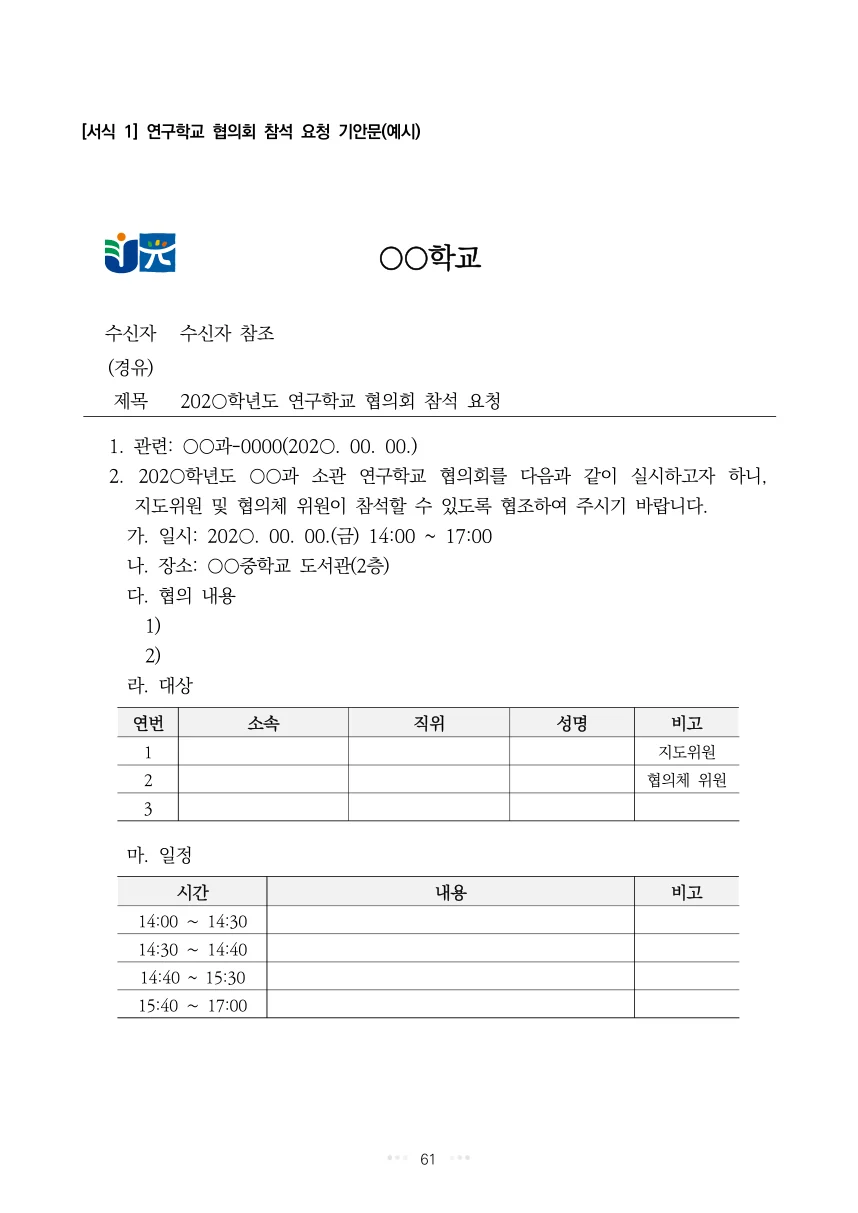 [서식 1] 연구학교 협의회 참석 요청 기안문(예시)
○○학교
수신자 수신자 참조
(경유)
제목 202○학년도 연구학교 협의회 참석 요청
1. 관련: ○○과-0000(202○. 00. 00.)
2. 202○학년도 ○○과 소관 연구학교 협의회를 다음과 같이 실시하고자 하니,
지도위원 및 협의체 위원이 참석할 수 있도록 협조하여 주시기 바랍니다.
가. 일시: 202○. 00. 00.(금) 14:00 ~ 17:00
나. 장소: ○○중학교 도서관(2층)
다. 협의 내용
1)
2)
라. 대상
연번 소속 직위 성명 비고
1 지도위원
2 협의체 위원
3
마. 일정
시간 내용 비고
14:00 ~ 14:30
14:30 ~ 14:40
14:40 ~ 15:30
15:40 ~ 17:00
61